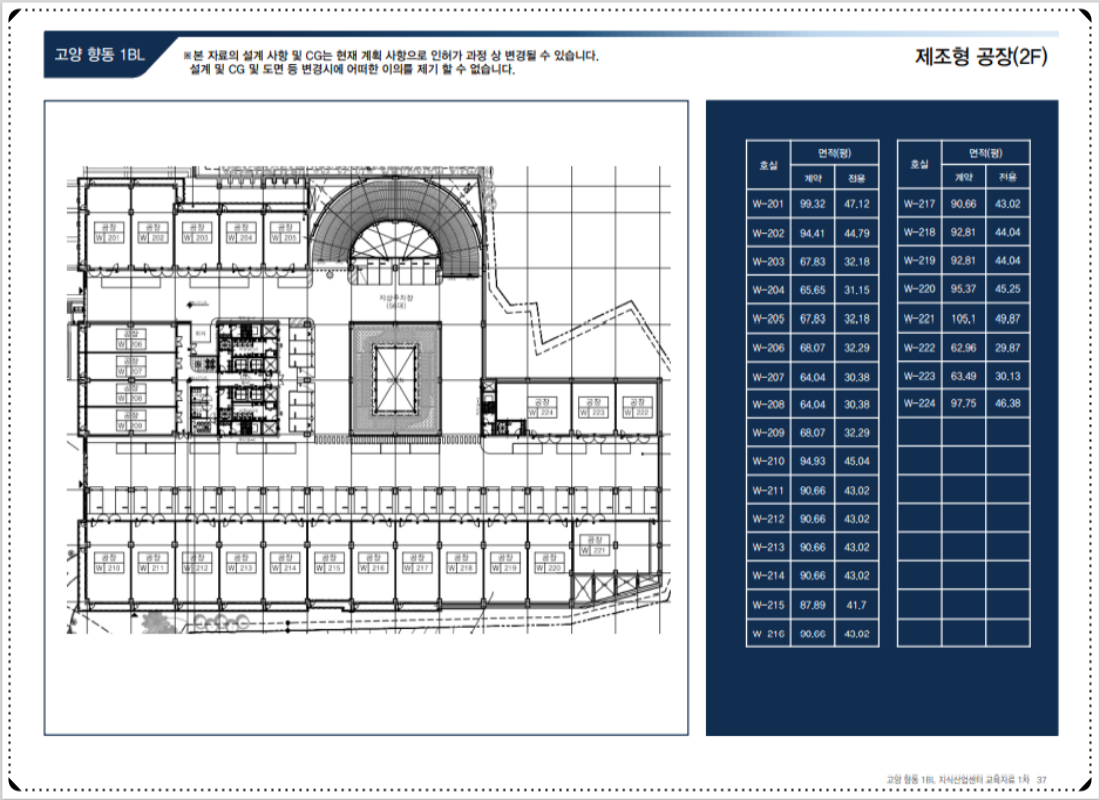 고양 향동 1BL
※본 자료의 설계 사항 및 CG는 현재 계획 사항으로 인허가 과정 상 변경될 수 있습니다.
설계 및 CG 및 도면 등 변경시에 어떠한 이의를 제기 할 수 없습니다.
제조형 공장(2F)
공장 공장 공장 공장 공장
W 201 W 202 W 203 W 204 W 205
지상주차장
공장
W 206
공장
W 207
공장
W 208
공장
W 209
OPEN
공장 공장 공장
W 224 W 223 W 222
공장
W 221
공장 공장 공장 공장 공장 공장 공장 공장 공장 공장 공장
W 210 W 211 W 212 W 213 W 214 W 215 W 216 W 217 W 218 W 219 W 220
호실 면적(평)
계약 전용
W-201 99.32 47.12
W-202 94.41 44.79
W-203 67.83 32.18
W-204 65.65 31.15
W-205 67.83 32.18
W-206 68.07 32.29
W-207 64.04 30.38
W-208 64.04 30.38
W-209 68.07 32.29
W-210 94.93 45.04
W-211 90.66 43.02
W-212 90.66 43.02
W-213 90.66 43.02
W-214 90.66 43.02
W-215 87.89 41.7
W 216 90.66 43.02
호실 면적(평)
계약 전용
W-217 90.66 43.02
W-218 92.81 44.04
W-219 92.81 44.04
W-220 95.37 45.25
W-221 105.1 49.87
W-222 62.96 29.87
W-223 63.49 30.13
W-224 97.75 46.38
고양 향동 1BL 지식산업센터 교육자료 1차 37